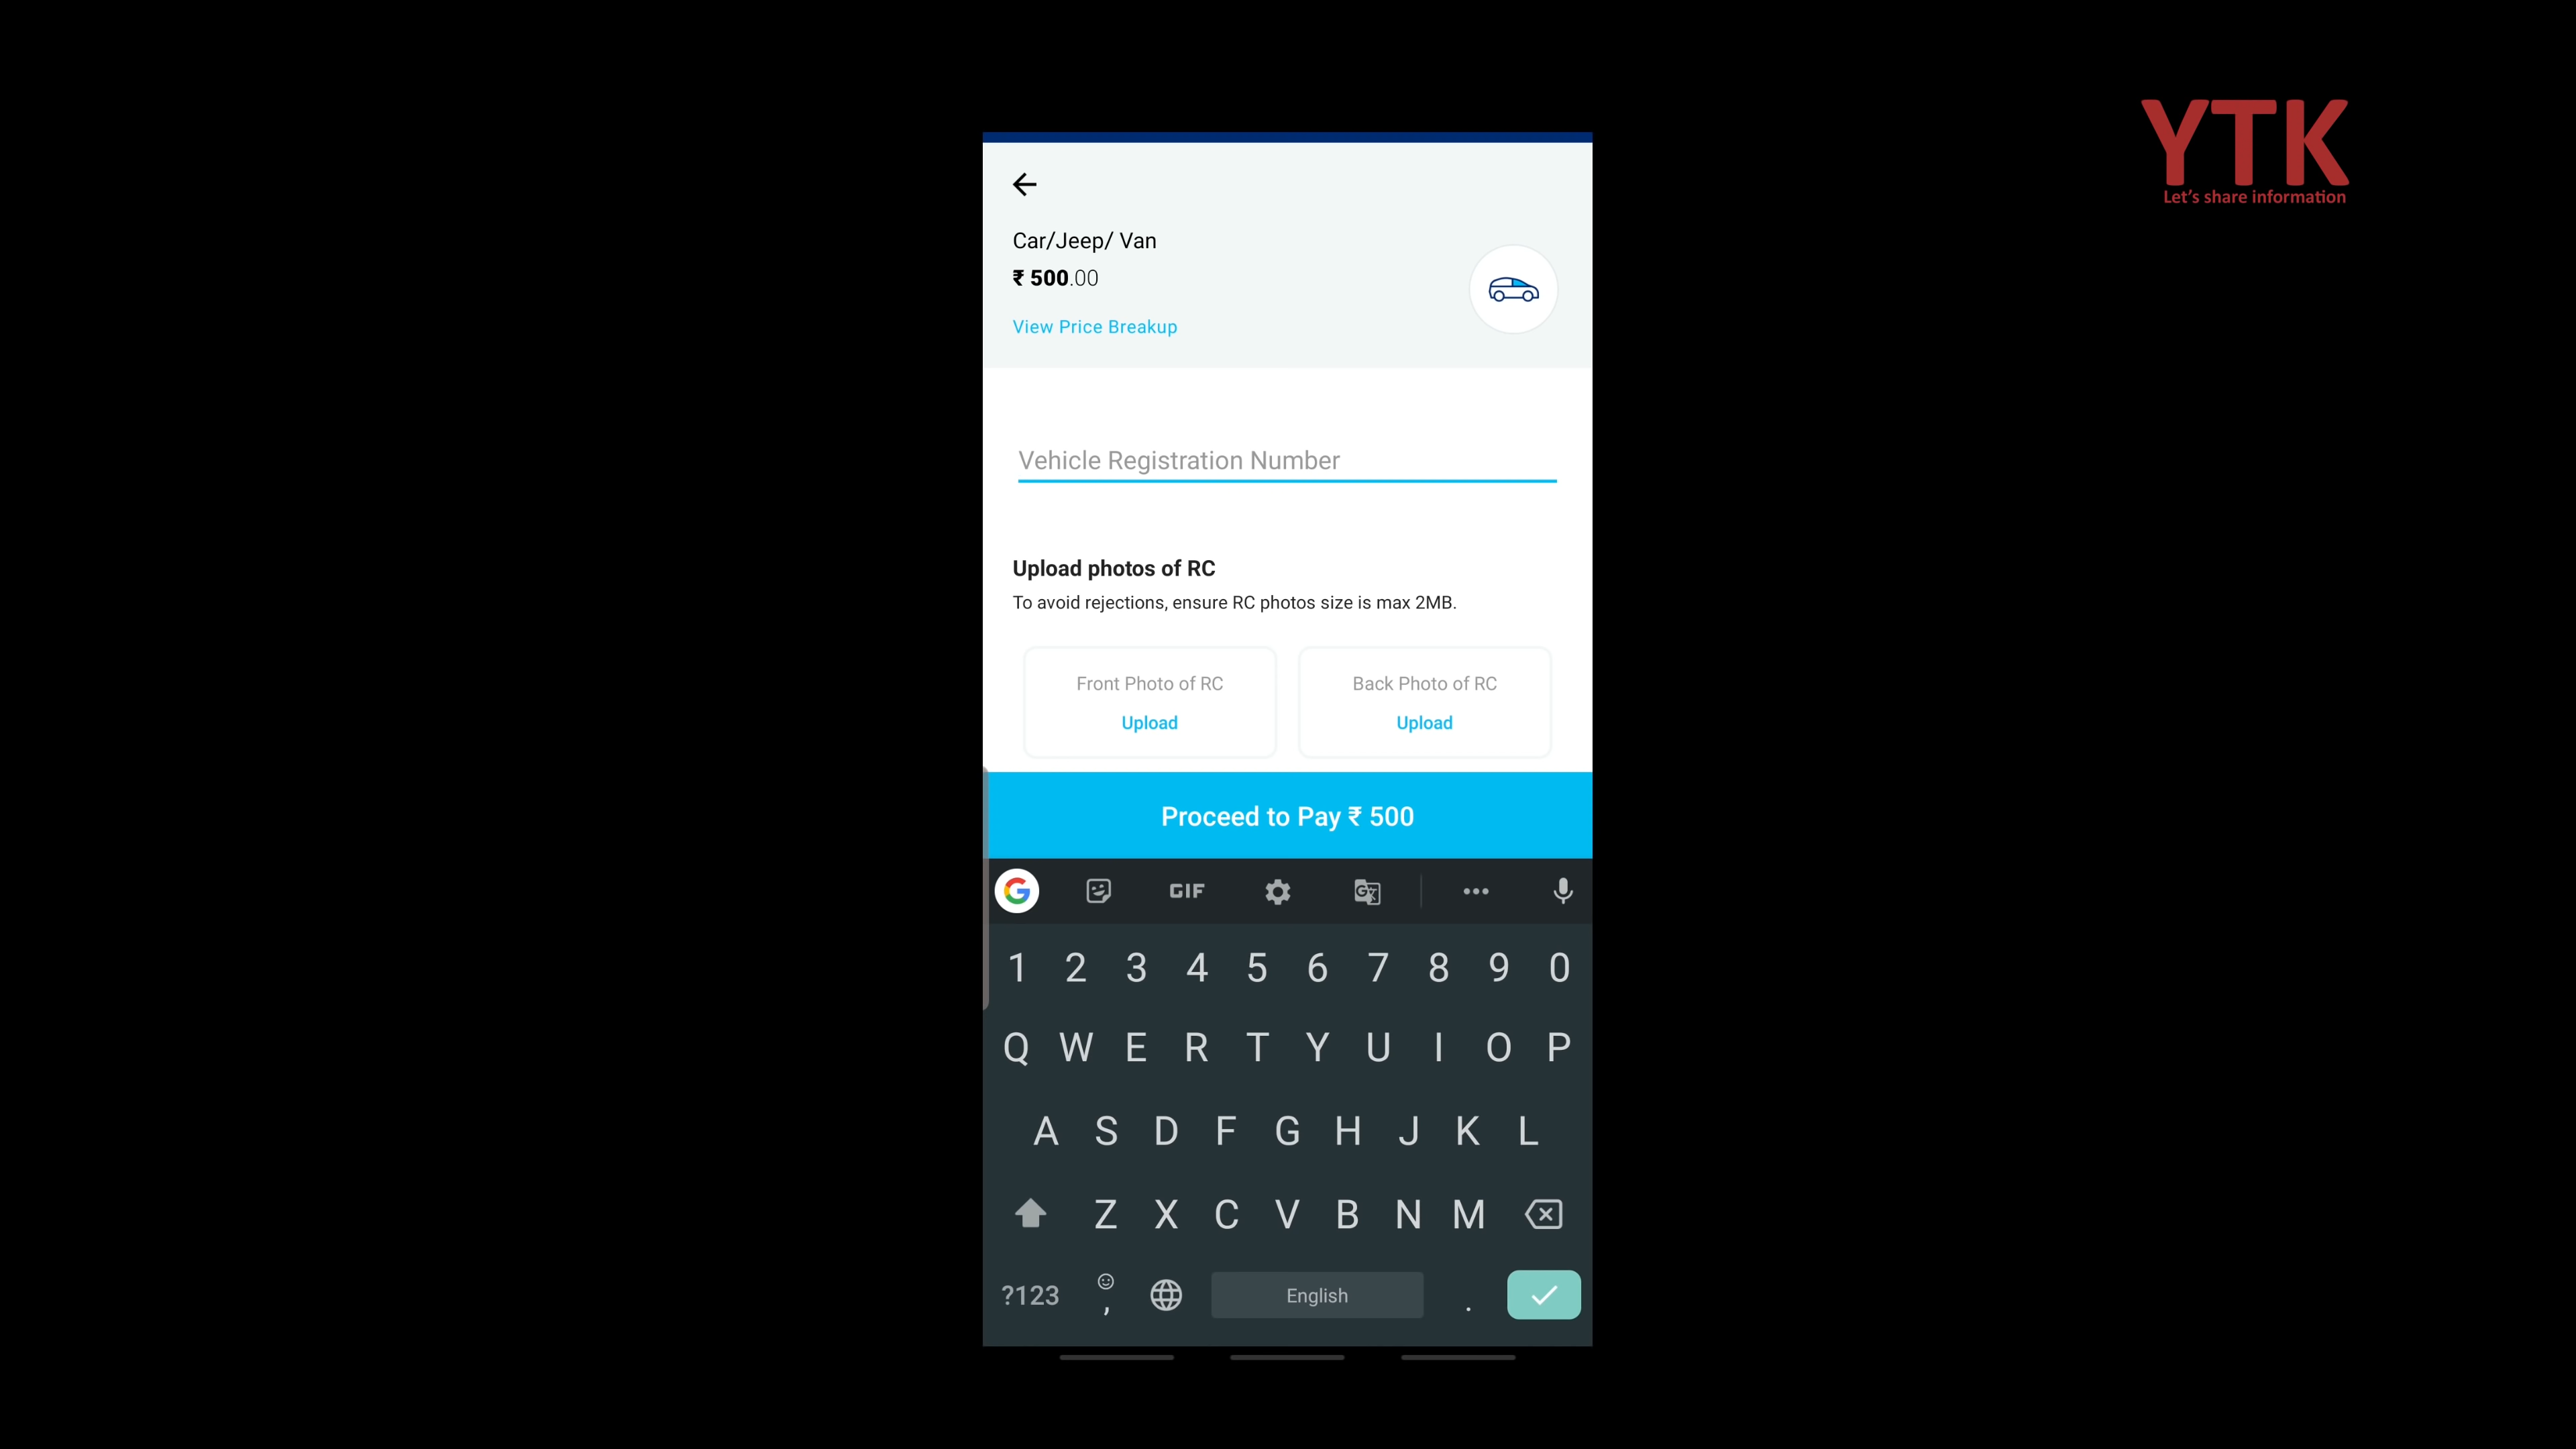 YTK
Let's share information
Car/Jeep/ Van
₹ 500.00
View Price Breakup
Vehicle Registration Number
Upload photos of RC
To avoid rejections, ensure RC photos size is max 2MB.
Front Photo of RC
Upload
Back Photo of RC
Upload
Proceed to Pay ₹ 500
G GIF G文
1 2 3 4 5 6 7 8 9 0
Q W E R T Y U I O P
A S D F G H J K L
Z X C V B N M
?123 , English .